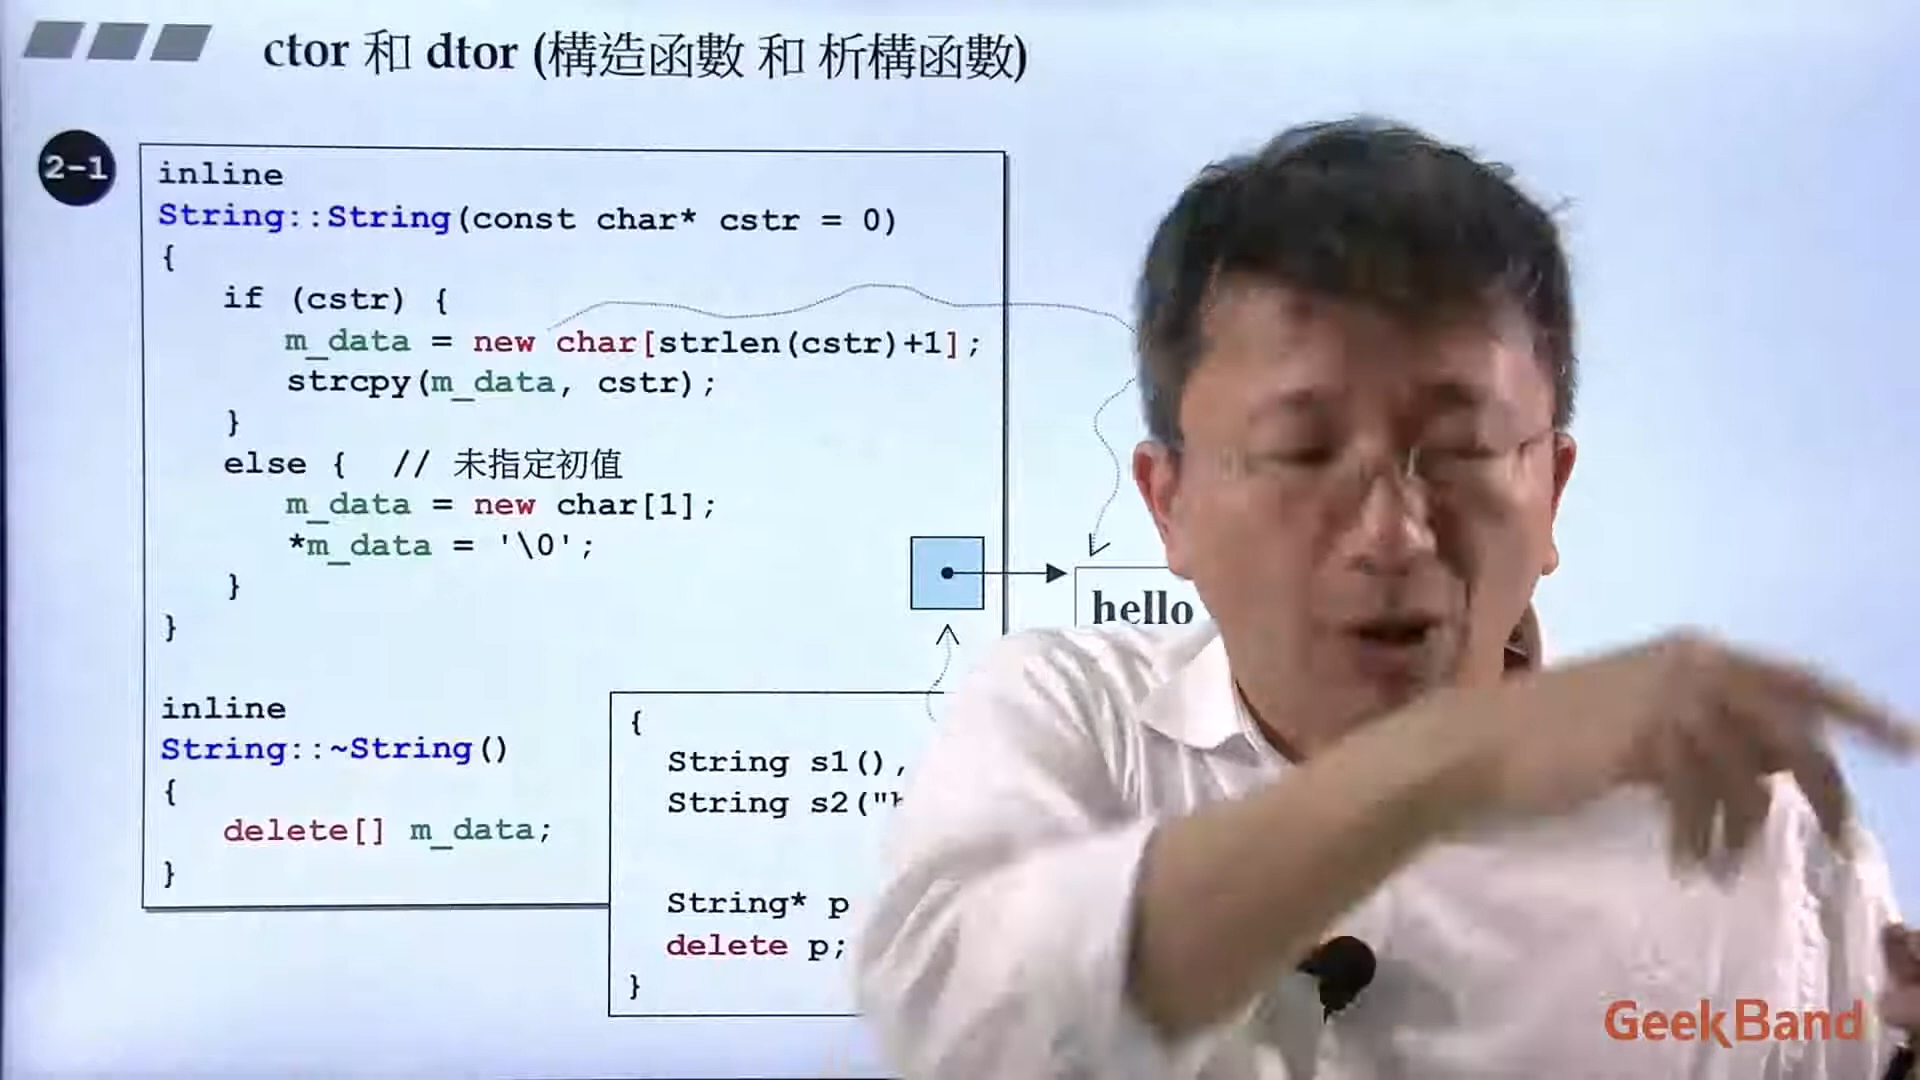 ctor 和 dtor (構造函數 和 析構函數)
2-1
inline
String::String(const char* cstr = 0)
{
if (cstr) {
m_data = new char[strlen(cstr)+1];
strcpy(m_data, cstr);
}
else { // 未指定初值
m_data = new char[1];
*m_data = '\0';
}
}
inline
String::~String()
{
delete[] m_data;
}
hello
{
String s1(),
String s2("h
String* p
delete p;
}
GeekBand